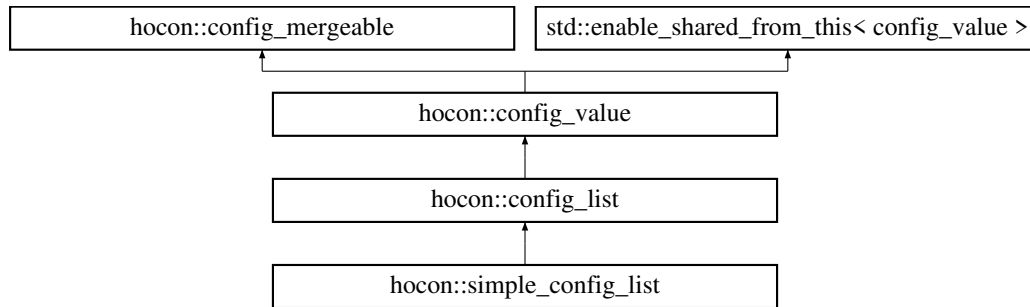 hocon::config_mergeable
std::enable_shared_from_this< config_value >
hocon::config_value
hocon::config_list
hocon::simple_config_list